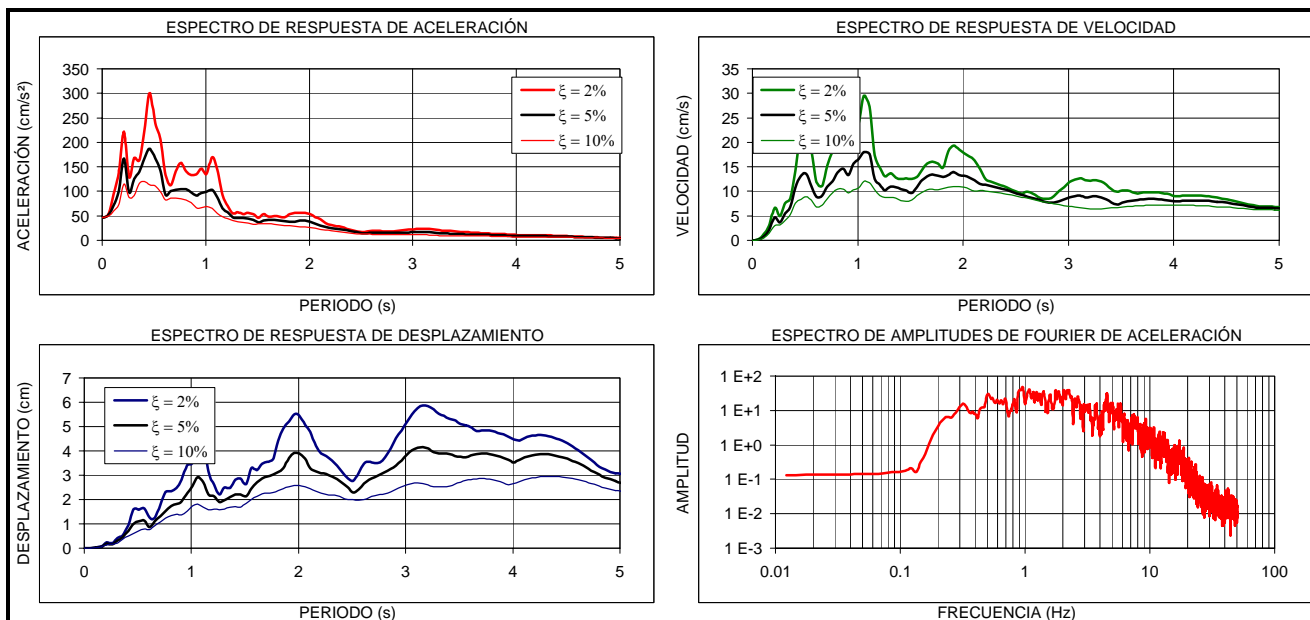 ESPECTRO DE RESPUESTA DE ACELERACIÓN
350
300
250
200
150
100
50
0
ACELERACIÓN (cm/s²)
ξ = 2%
ξ = 5%
ξ = 10%
0 1 2 3 4 5
PERIODO (s)
ESPECTRO DE RESPUESTA DE VELOCIDAD
35
30
25
20
15
10
5
0
VELOCIDAD (cm/s)
ξ = 2%
ξ = 5%
ξ = 10%
0 1 2 3 4 5
PERIODO (s)
ESPECTRO DE RESPUESTA DE DESPLAZAMIENTO
7
6
5
4
3
2
1
0
DESPLAZAMIENTO (cm)
ξ = 2%
ξ = 5%
ξ = 10%
0 1 2 3 4 5
PERIODO (s)
ESPECTRO DE AMPLITUDES DE FOURIER DE ACELERACIÓN
1 E+2
1 E+1
1 E+0
1 E-1
1 E-2
1 E-3
AMPLITUD
0.01 0.1 1 10 100
FRECUENCIA (Hz)